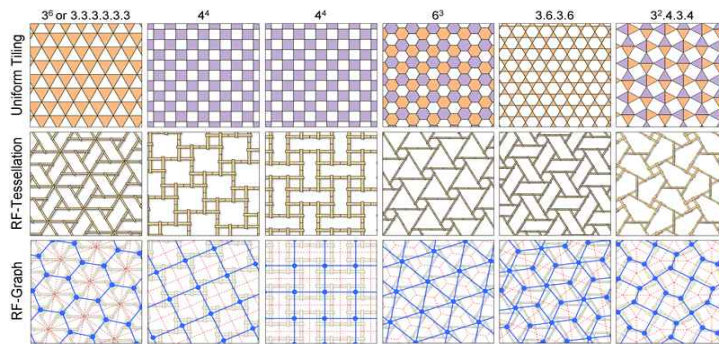 3⁶ or 3.3.3.3.3.3
4⁴
4⁴
6³
3.6.3.6
3².4.3.4
Uniform Tiling
RF-Tessellation
RF-Graph